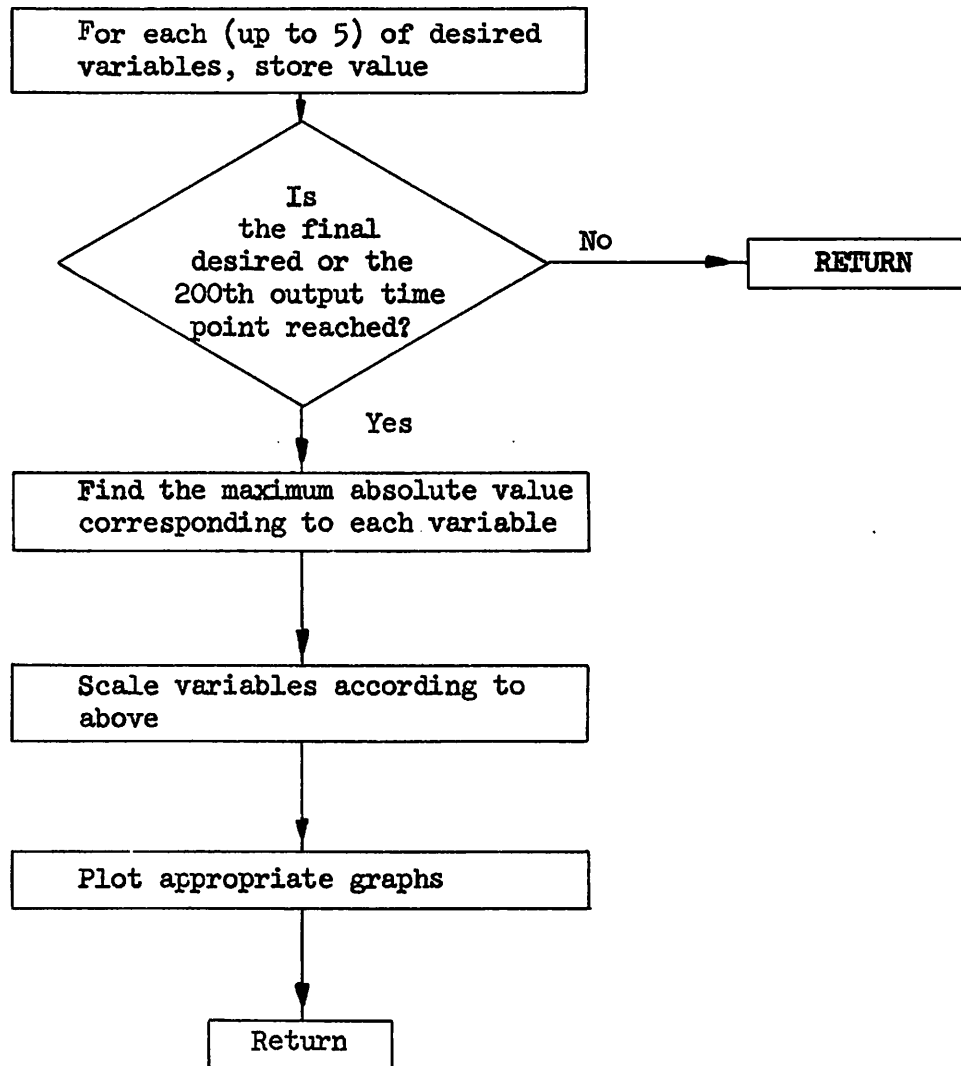 For each (up to 5) of desired
variables, store value
Is
the final
desired or the
200th output time
point reached?
No
RETURN
Yes
Find the maximum absolute value
corresponding to each variable
Scale variables according to
above
Plot appropriate graphs
Return